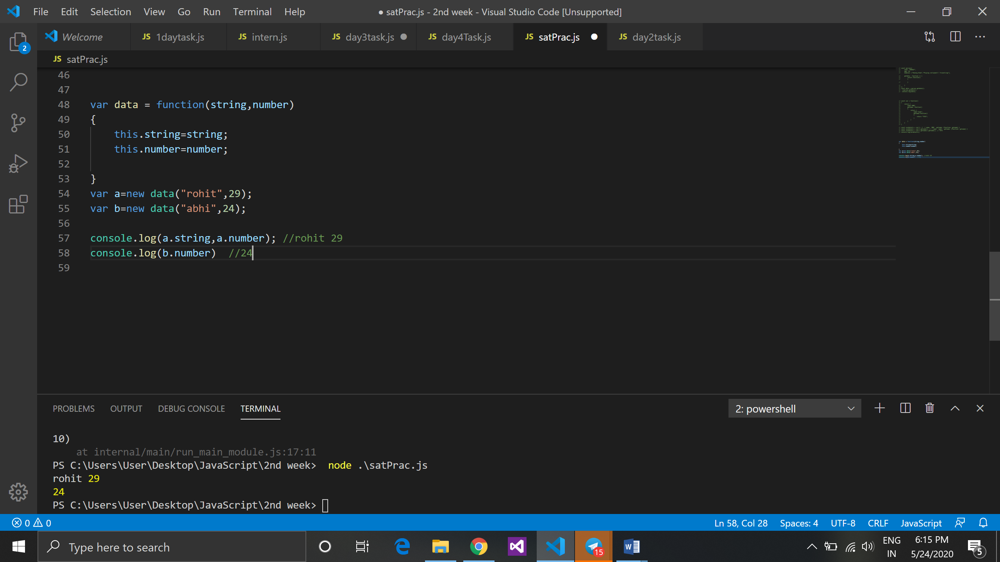 File Edit Selection View Go Run Terminal Help ● satPrac.js - 2nd week - Visual Studio Code [Unsupported]
Welcome JS 1daytask.js JS intern.js JS day3task.js JS day4Task.js JS satPrac.js JS day2task.js
2
JS satPrac.js
46
47
48 var data = function(string,number)
49 {
50 this.string=string;
51 this.number=number;
52
53 }
54 var a=new data("rohit",29);
55 var b=new data("abhi",24);
56
57 console.log(a.string,a.number); //rohit 29
58 console.log(b.number)  //24
59
PROBLEMS OUTPUT DEBUG CONSOLE TERMINAL 2: powershell
10)
at internal/main/run_main_module.js:17:11
PS C:\Users\User\Desktop\JavaScript\2nd week>  node .\satPrac.js
rohit 29
24
PS C:\Users\User\Desktop\JavaScript\2nd week>
0 0 Ln 58, Col 28 Spaces: 4 UTF-8 CRLF JavaScript
Type here to search 15 ENG IN 6:15 PM 5/24/2020 5